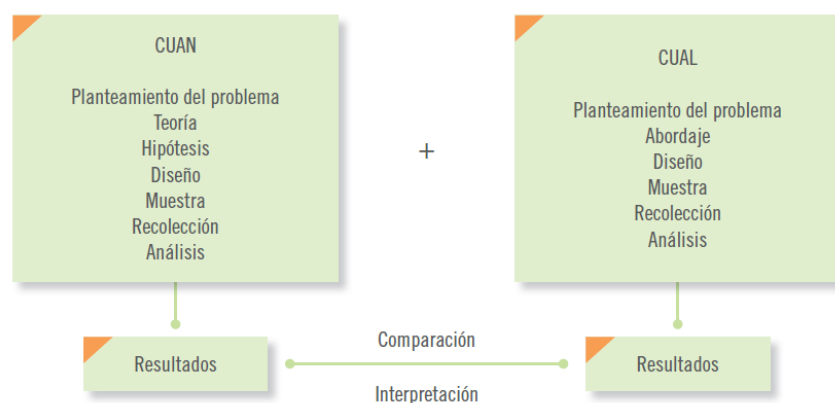 CUAN
Planteamiento del problema
Teoría
Hipótesis
Diseño
Muestra
Recolección
Análisis
+
CUAL
Planteamiento del problema
Abordaje
Diseño
Muestra
Recolección
Análisis
Resultados
Comparación
Interpretación
Resultados